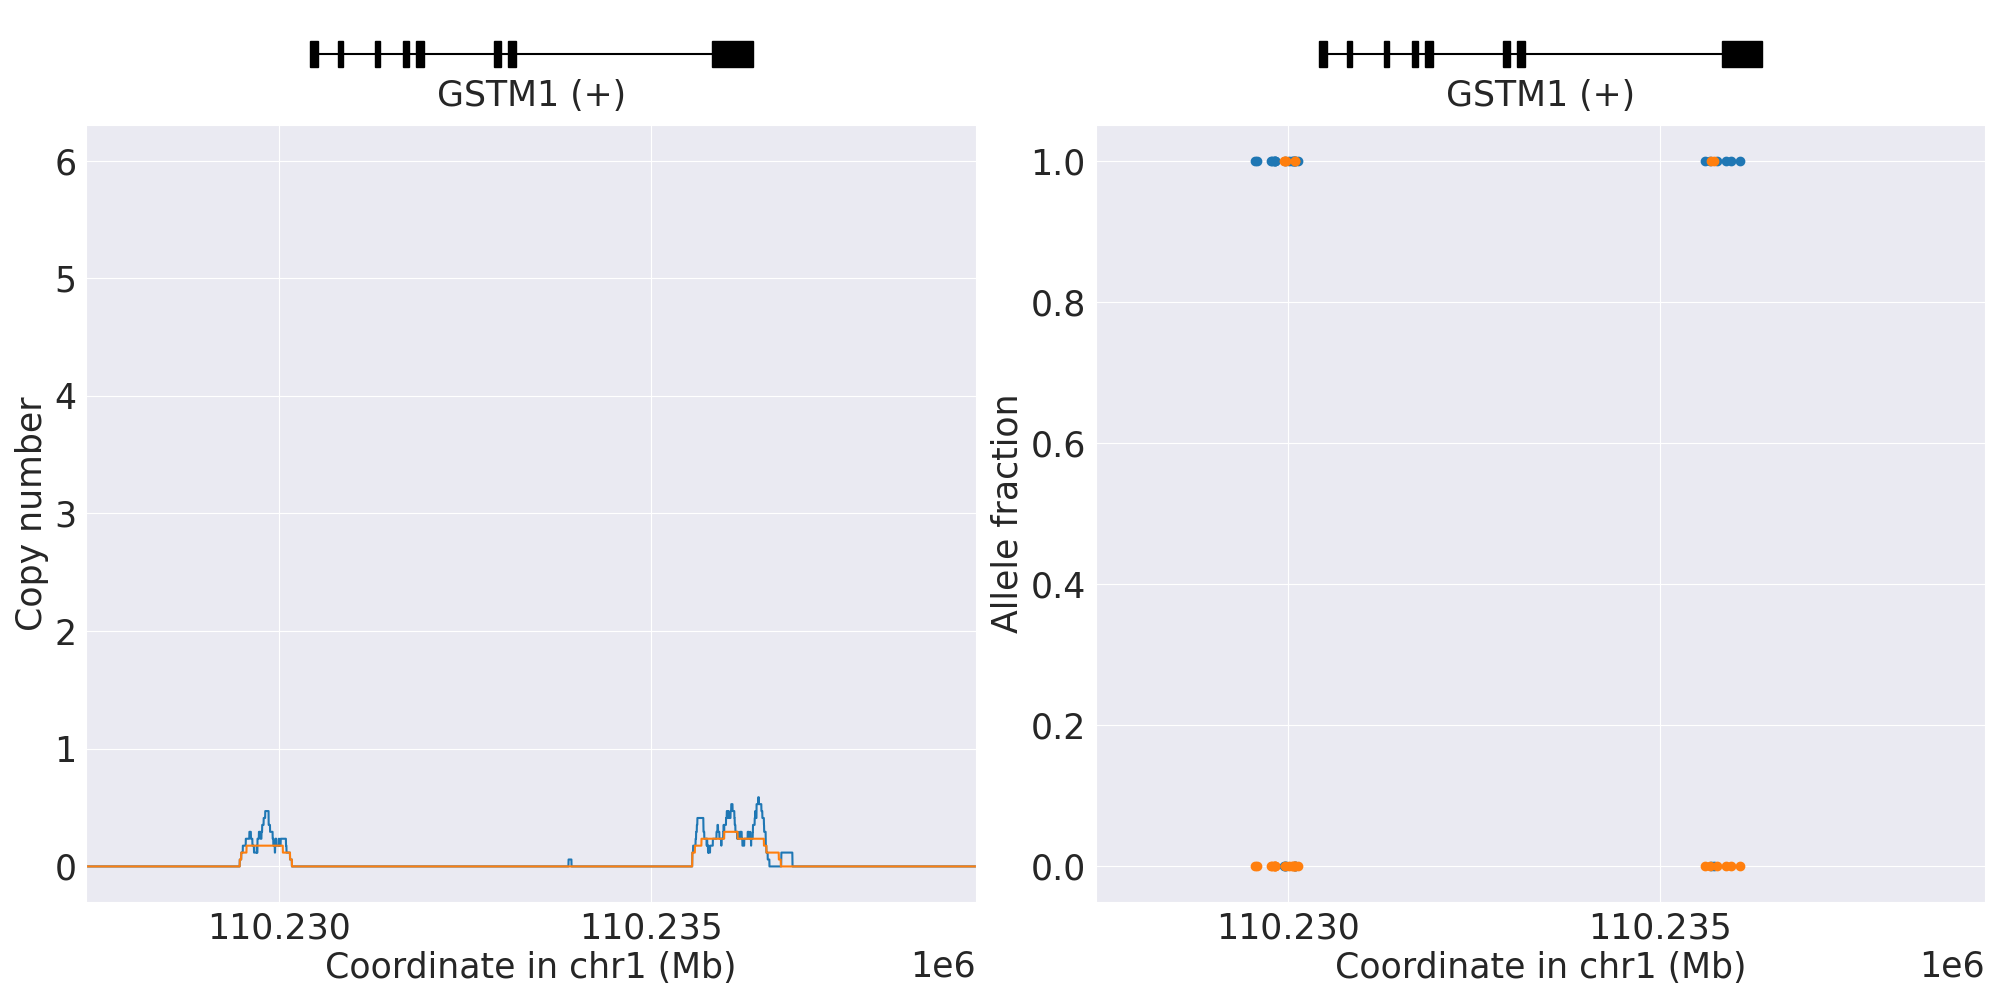 GSTM1 (+)
6
5
4
3
2
1
0
Copy number
110.230
110.235
Coordinate in chr1 (Mb)
1e6
GSTM1 (+)
1.0
0.8
0.6
0.4
0.2
0.0
Allele fraction
110.230
110.235
Coordinate in chr1 (Mb)
1e6